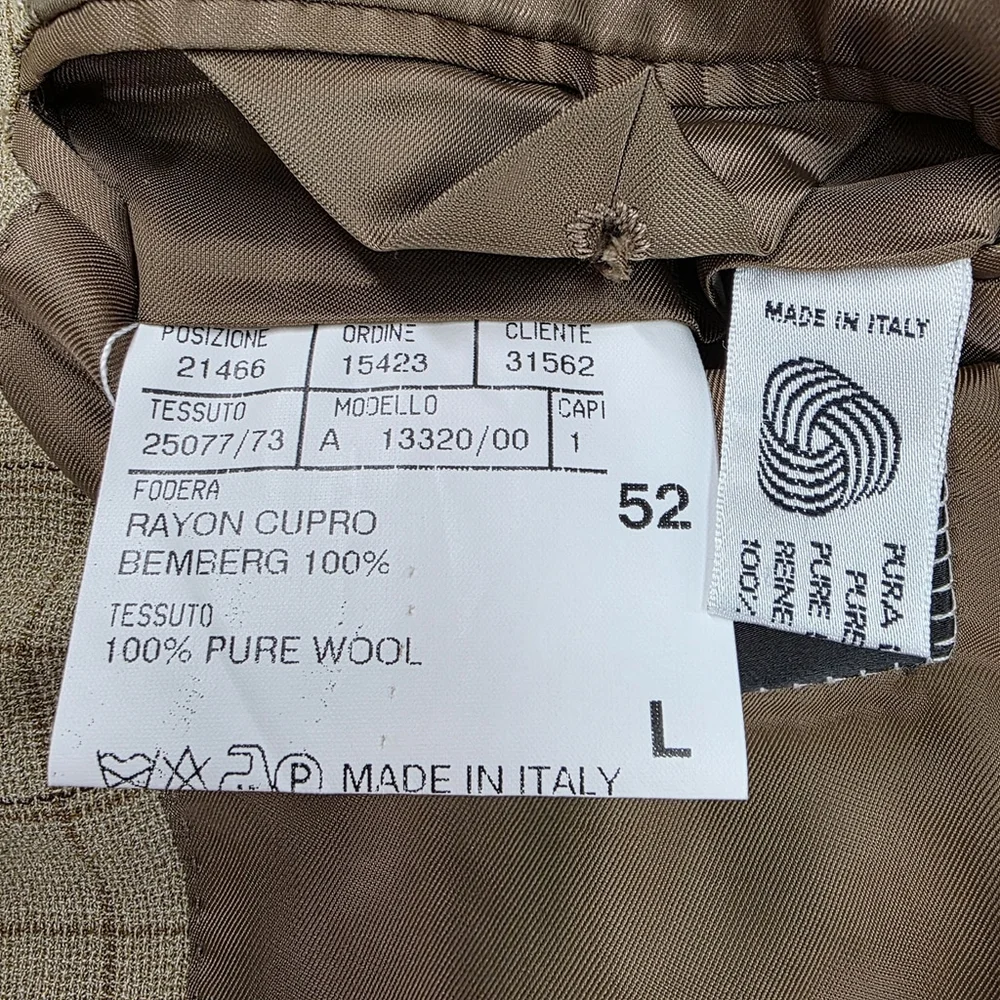 POSIZIONE ORDINE CLIENTE
21466 15423 31562
TESSUTO MODELLO CAPI
25077/73 A 13320/00 1
FODERA
RAYON CUPRO
BEMBERG 100%
52
TESSUTO
100% PURE WOOL
L
P MADE IN ITALY
MADE IN ITALY
PURA
PURE
PURE
REINE
100%